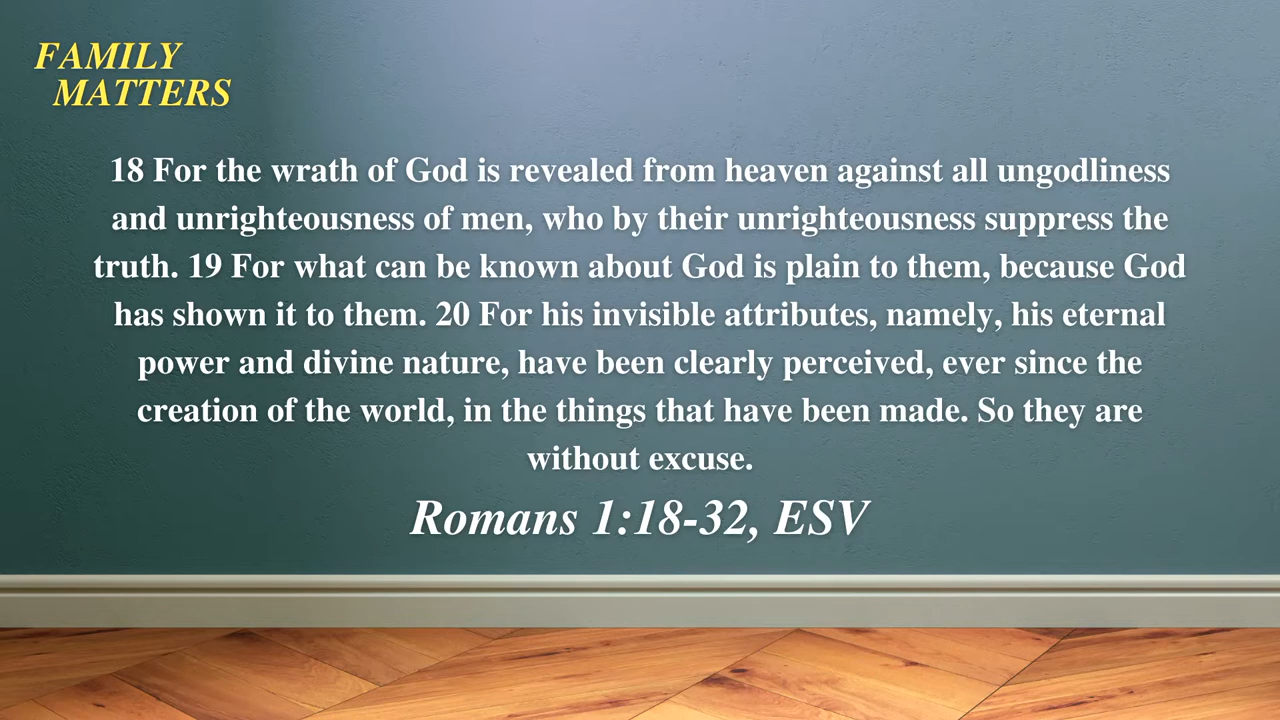 FAMILY
MATTERS
18 For the wrath of God is revealed from heaven against all ungodliness
and unrighteousness of men, who by their unrighteousness suppress the
truth. 19 For what can be known about God is plain to them, because God
has shown it to them. 20 For his invisible attributes, namely, his eternal
power and divine nature, have been clearly perceived, ever since the
creation of the world, in the things that have been made. So they are
without excuse.
Romans 1:18-32, ESV